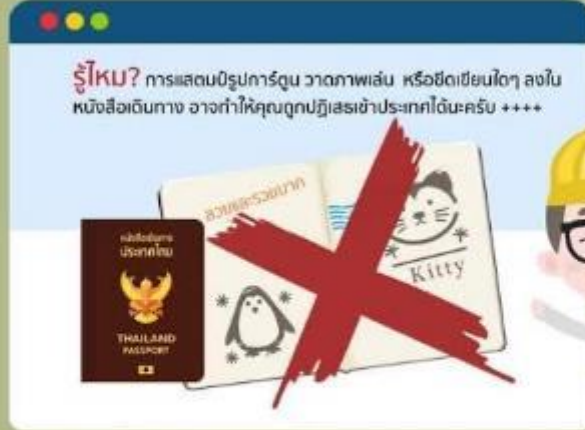 รู้ไหม? การแสตมป์รูปการ์ตูน วาดภาพเล่น หรือขีดเขียนใดๆ ลงใน
หนังสือเดินทาง อาจทำให้คุณถูกปฏิเสธเข้าประเทศได้นะครับ ++++
สวยและรวยมาก
Kitty
หนังสือเดินทาง
ประเทศไทย
THAILAND
PASSPORT